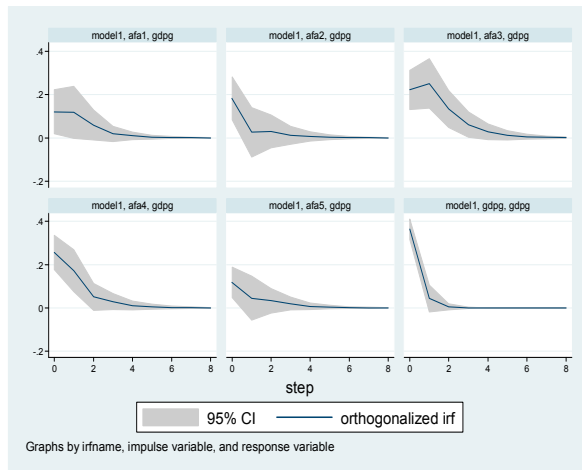 model1, afa1, gdpg
model1, afa2, gdpg
model1, afa3, gdpg
.4
.2
0
-.2
model1, afa4, gdpg
model1, afa5, gdpg
model1, gdpg, gdpg
.4
.2
0
-.2
0 2 4 6 8
0 2 4 6 8
0 2 4 6 8
step
95% CI
orthogonalized irf
Graphs by irfname, impulse variable, and response variable